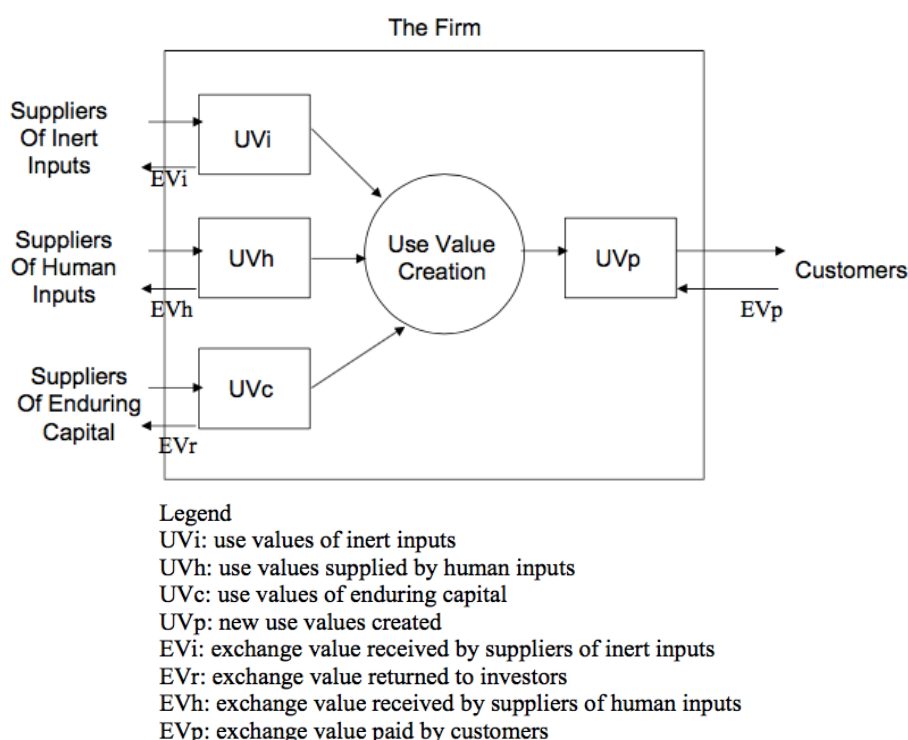 The Firm
Suppliers
Of Inert
Inputs
UVi
EVi
Suppliers
Of Human
Inputs
UVh
EVh
Use Value
Creation
UVp
Customers
EVp
Suppliers
Of Enduring
Capital
UVc
EVr
Legend
UVi: use values of inert inputs
UVh: use values supplied by human inputs
UVc: use values of enduring capital
UVp: new use values created
EVi: exchange value received by suppliers of inert inputs
EVr: exchange value returned to investors
EVh: exchange value received by suppliers of human inputs
EVp: exchange value paid by customers